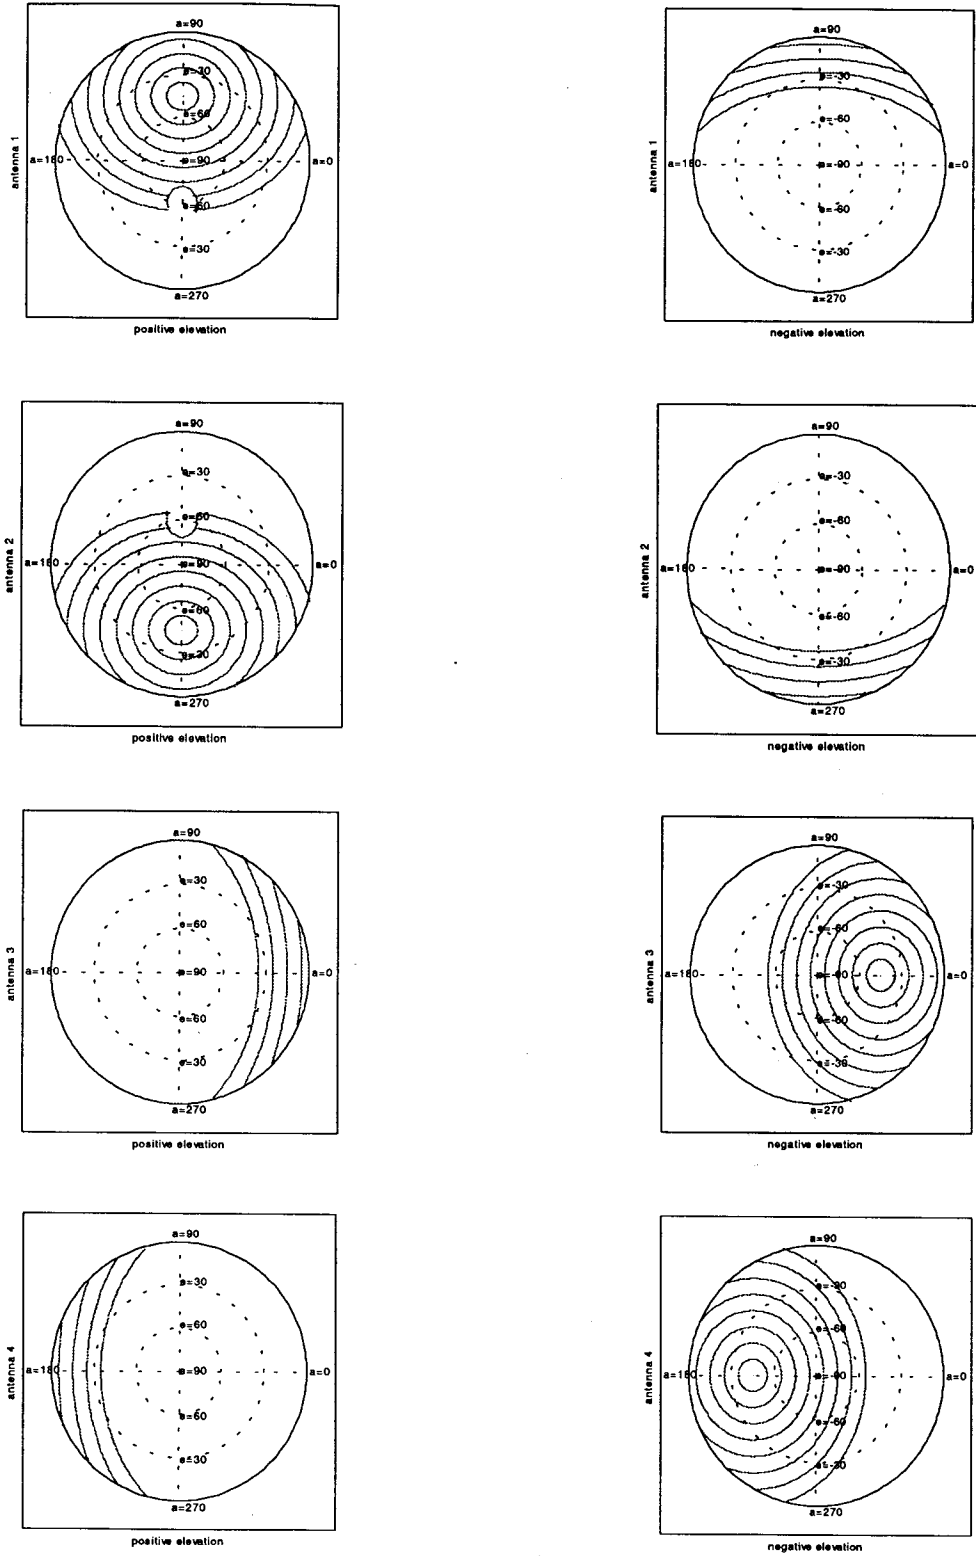 a=90
e=30
e=60
a=180
e=90
a=0
e=60
e=30
a=270
antenna 1
positive elevation
a=90
e=-30
e=-60
a=180
e=-90
a=0
e=-60
e=-30
a=270
antenna 1
negative elevation
a=90
e=30
e=60
a=180
e=90
a=0
e=60
e=30
a=270
antenna 2
positive elevation
a=90
e=-30
e=-60
a=180
e=-90
a=0
e=-60
e=-30
a=270
antenna 2
negative elevation
a=90
e=30
e=60
a=180
e=90
a=0
e=60
e=30
a=270
antenna 3
positive elevation
a=90
e=-30
e=-60
a=180
e=-90
a=0
e=-60
e=-30
a=270
antenna 3
negative elevation
a=90
e=30
e=60
a=180
e=90
a=0
e=60
e=30
a=270
antenna 4
positive elevation
a=90
e=-30
e=-60
a=180
e=-90
a=0
e=-60
e=-30
a=270
antenna 4
negative elevation